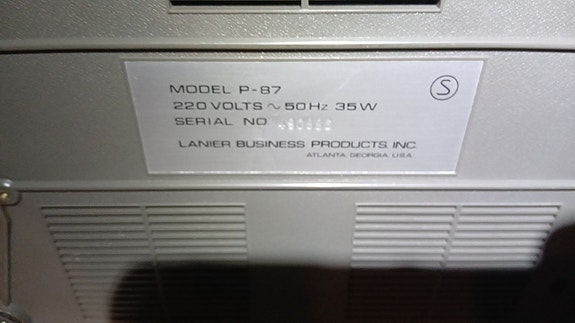 MODEL P-87
S
220 VOLTS ~ 50 Hz 35 W
SERIAL NO.
LANIER BUSINESS PRODUCTS, INC.
ATLANTA, GEORGIA, U.S.A.